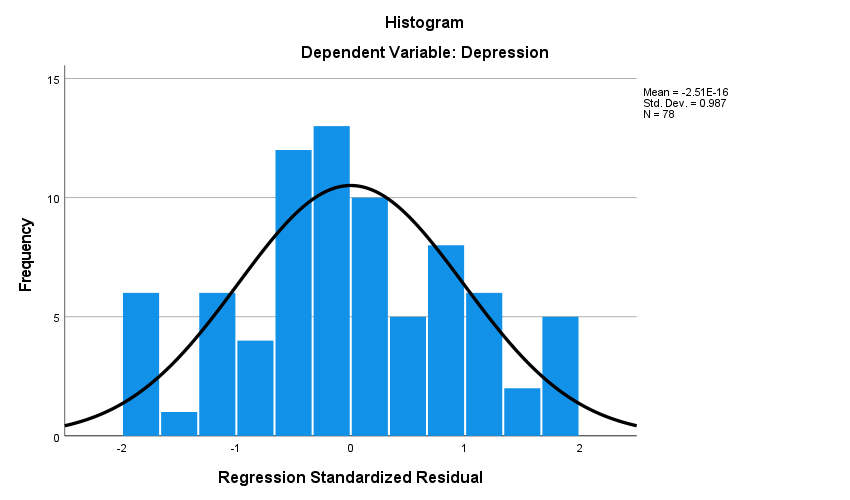 Histogram
Dependent Variable: Depression
Mean = -2.51E-16
Std. Dev. = 0.987
N = 78
Frequency
15
10
5
0
-2 -1 0 1 2
Regression Standardized Residual